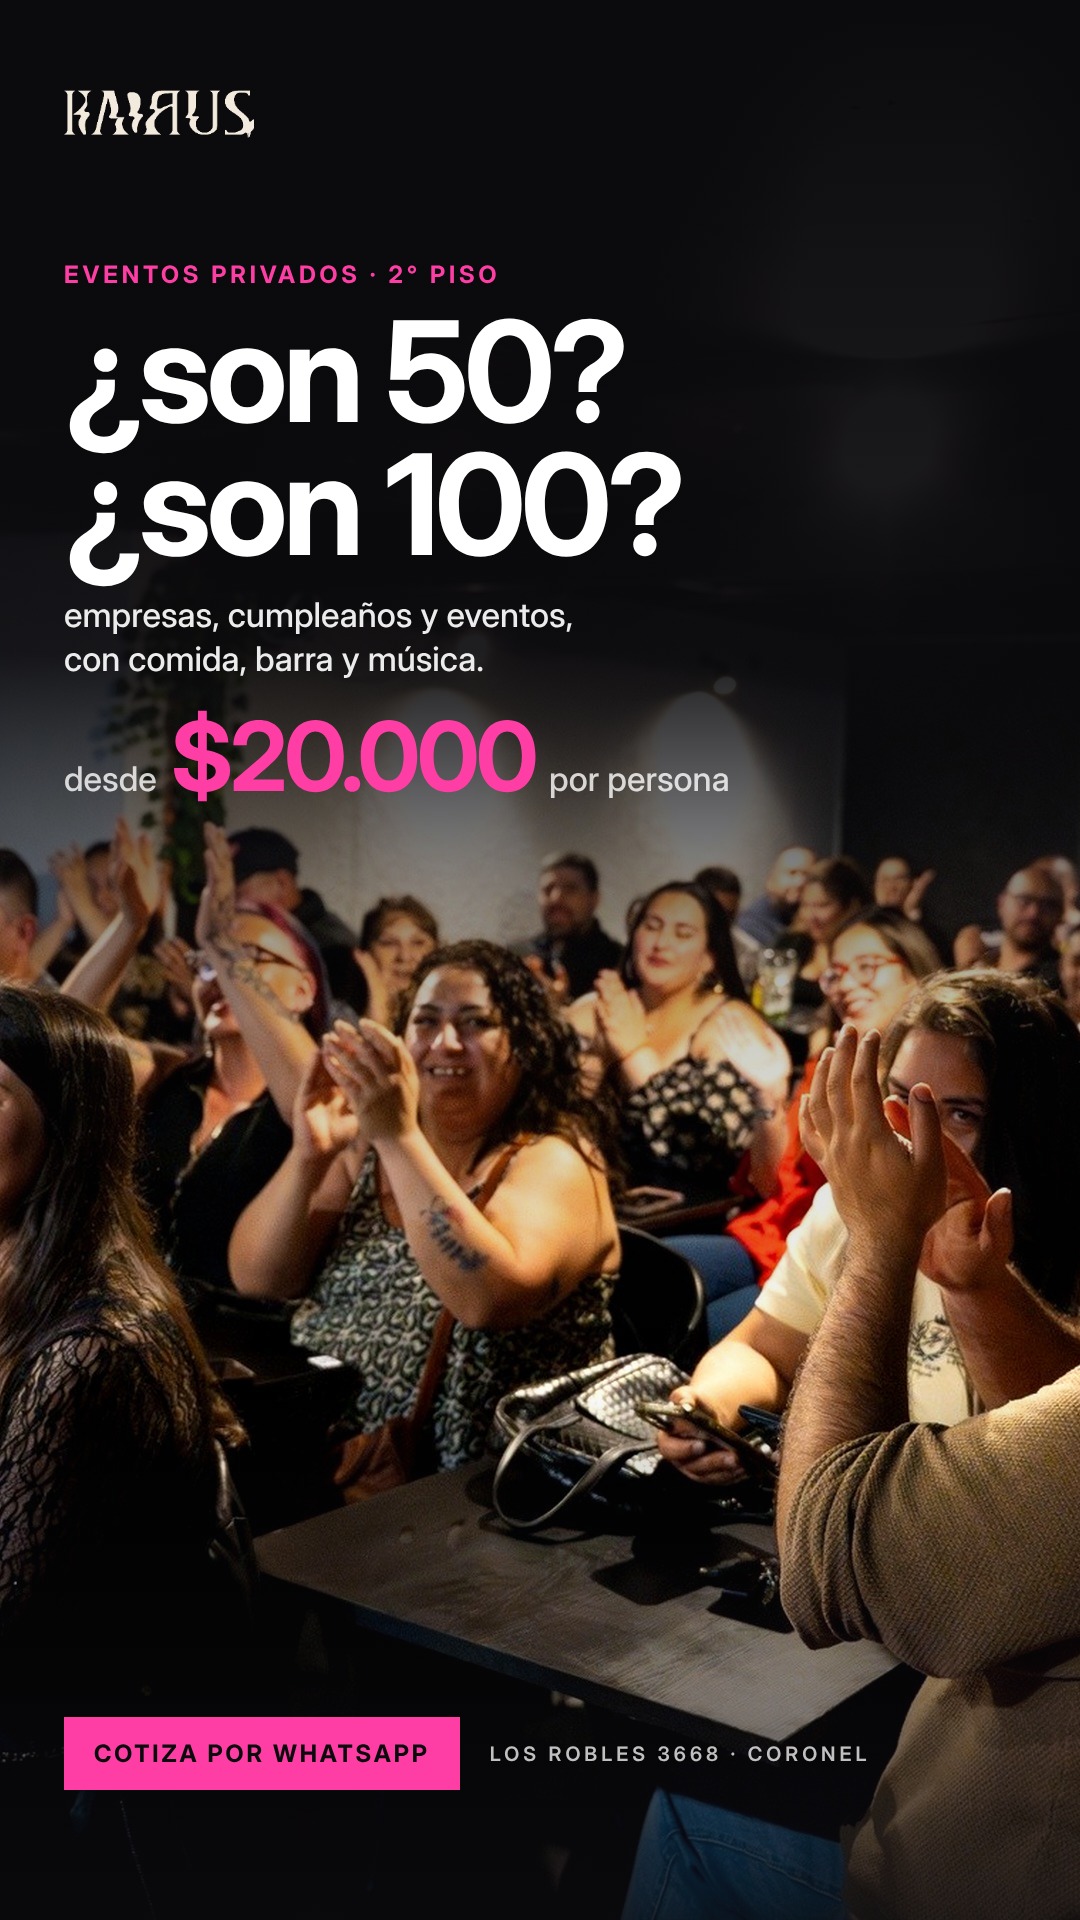 KAIRUS
EVENTOS PRIVADOS · 2° PISO
¿son 50?
¿son 100?
empresas, cumpleaños y eventos,
con comida, barra y música.
desde $20.000 por persona
COTIZA POR WHATSAPP
LOS ROBLES 3668 · CORONEL